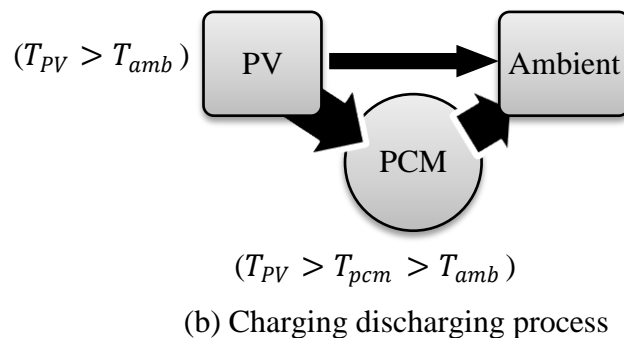 (T_PV > T_amb)
PV
Ambient
PCM
(T_PV > T_pcm > T_amb)
(b) Charging discharging process